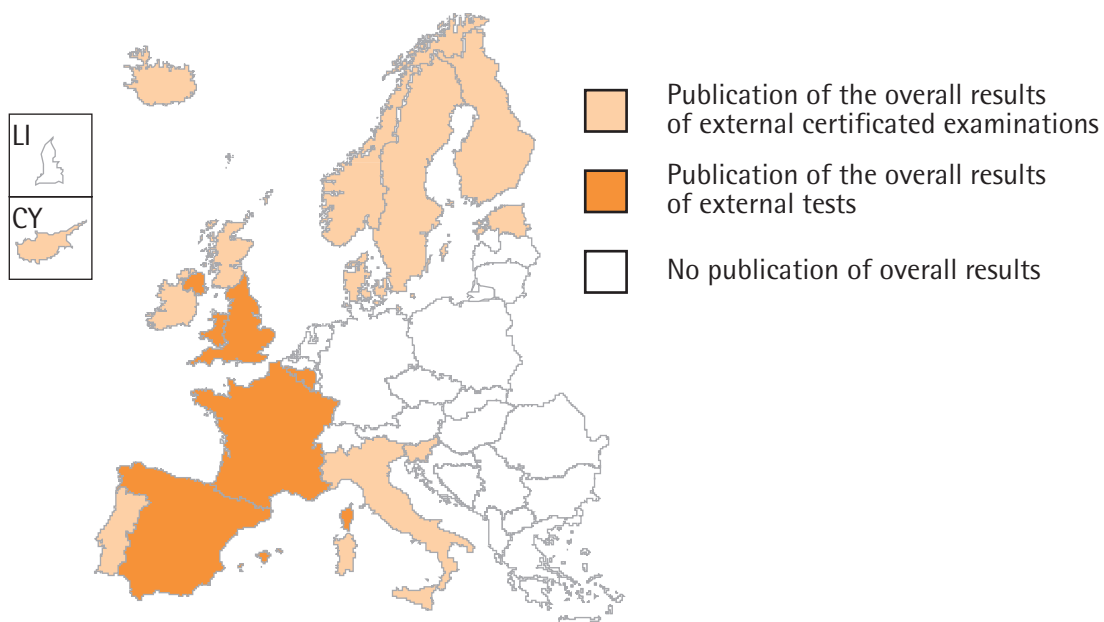 LI
CY
Publication of the overall results
of external certificated examinations
Publication of the overall results
of external tests
No publication of overall results